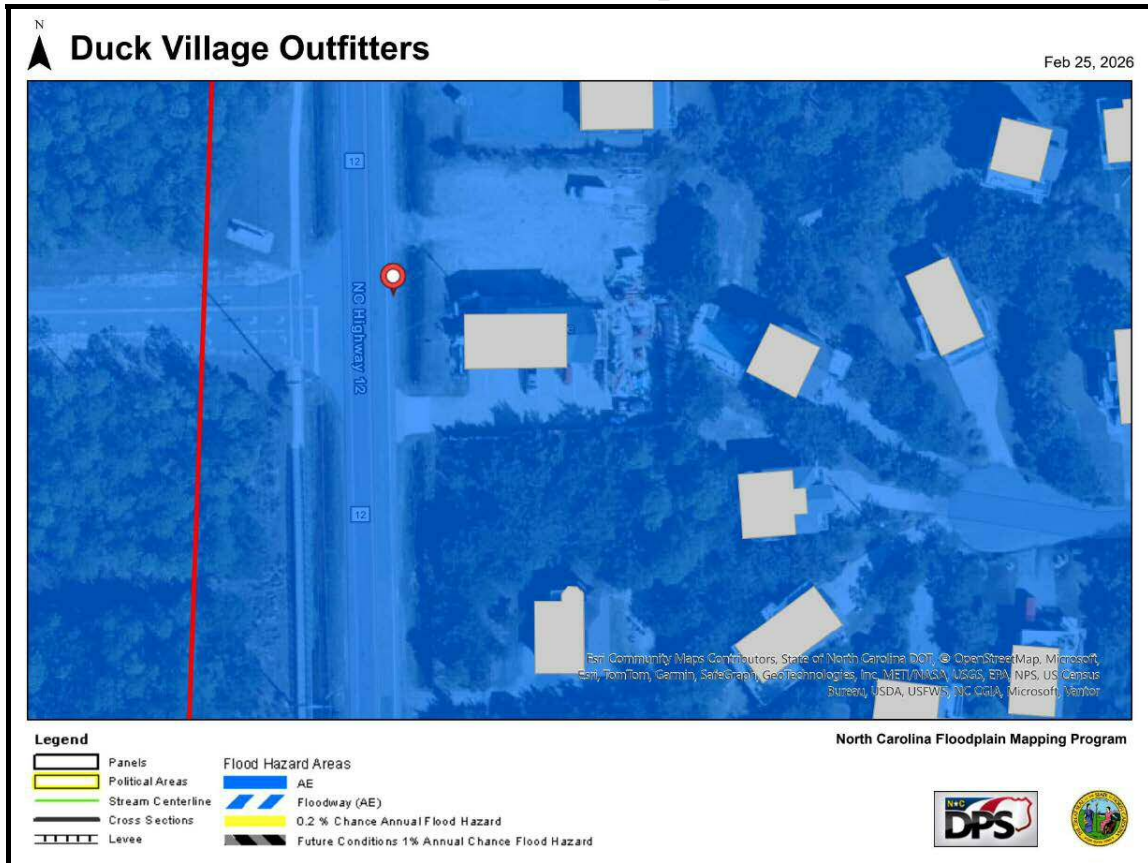 N
Duck Village Outfitters
Feb 25, 2026
12
NC Highway 12
12
Esri Community Maps Contributors, State of North Carolina DOT, © OpenStreetMap, Microsoft,
Esri, TomTom, Garmin, SafeGraph, GeoTechnologies, Inc, METI/NASA, USGS, EPA, NPS, US Census
Bureau, USDA, USFWS, NC CGIA, Microsoft, Vantor
North Carolina Floodplain Mapping Program
Legend
Panels
Political Areas
Stream Centerline
Cross Sections
Levee
Flood Hazard Areas
AE
Floodway (AE)
0.2 % Chance Annual Flood Hazard
Future Conditions 1% Annual Chance Flood Hazard
N★C
DPS